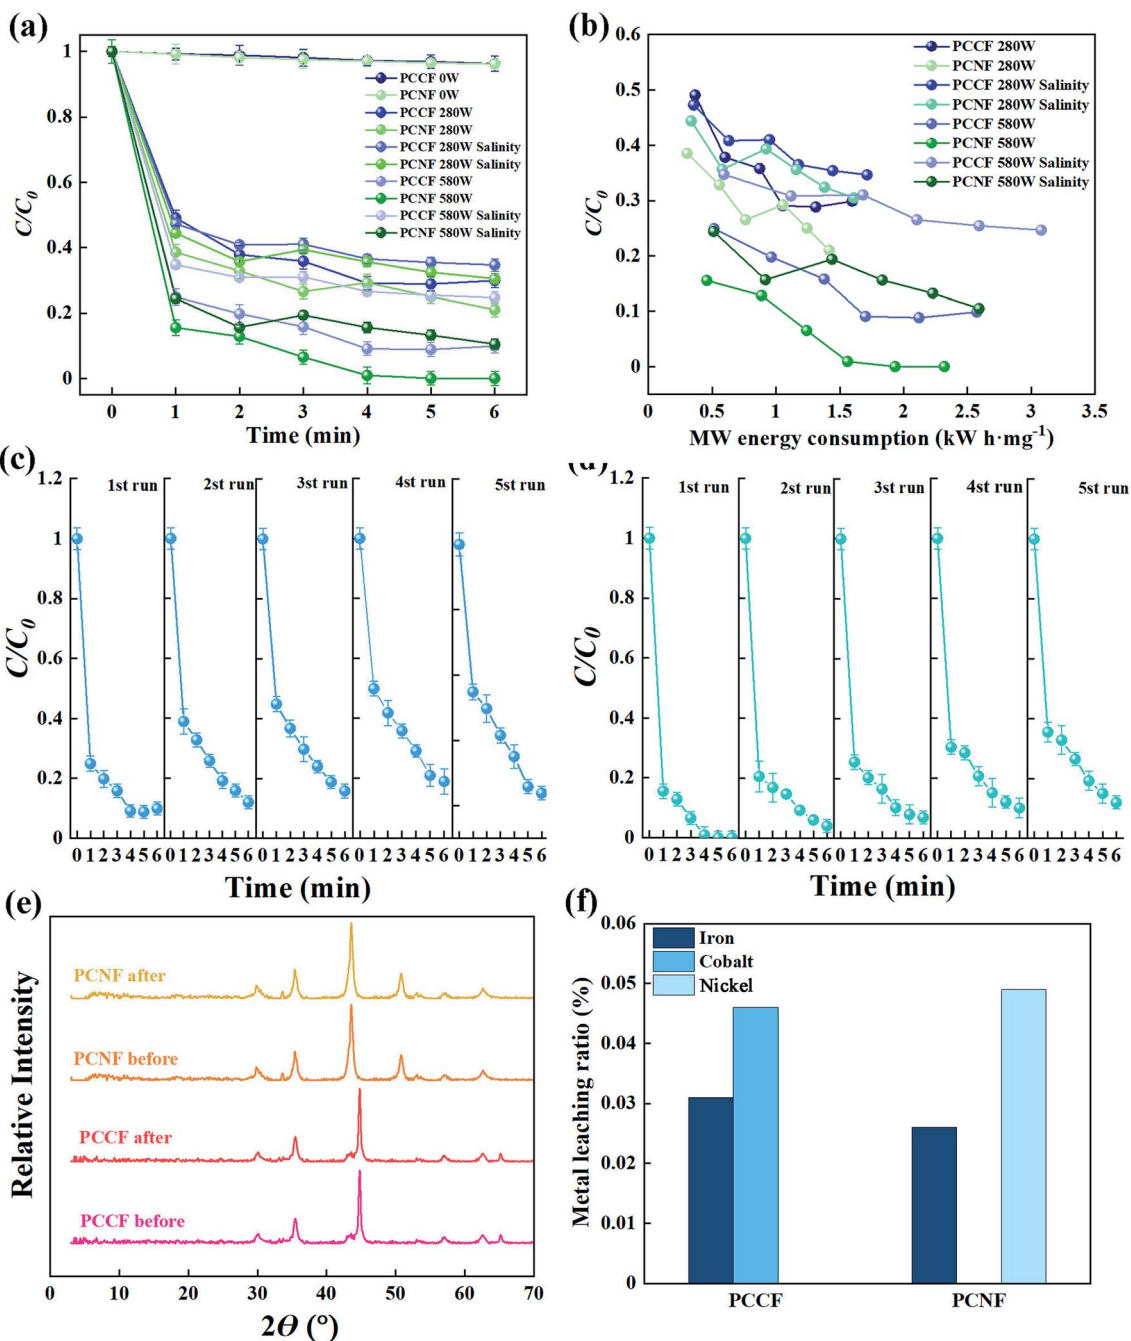 (a)
C/C0
1
0.8
0.6
0.4
0.2
0
PCCF 0W
PCNF 0W
PCCF 280W
PCNF 280W
PCCF 280W Salinity
PCNF 280W Salinity
PCCF 580W
PCNF 580W
PCCF 580W Salinity
PCNF 580W Salinity
0 1 2 3 4 5 6
Time (min)
(b)
C/C0
0.6
0.5
0.4
0.3
0.2
0.1
0
PCCF 280W
PCNF 280W
PCCF 280W Salinity
PCNF 280W Salinity
PCCF 580W
PCNF 580W
PCCF 580W Salinity
PCNF 580W Salinity
0 0.5 1 1.5 2 2.5 3 3.5
MW energy consumption (kW h·mg⁻¹)
(c)
C/C0
1.2
1
0.8
0.6
0.4
0.2
0
1st run 2st run 3st run 4st run 5st run
0 1 2 3 4 5 6 0 1 2 3 4 5 6 0 1 2 3 4 5 6 0 1 2 3 4 5 6 0 1 2 3 4 5 6
Time (min)
(d)
C/C0
1.2
1
0.8
0.6
0.4
0.2
0
1st run 2st run 3st run 4st run 5st run
0 1 2 3 4 5 6 0 1 2 3 4 5 6 0 1 2 3 4 5 6 0 1 2 3 4 5 6 0 1 2 3 4 5 6
Time (min)
(e)
Relative Intensity
PCNF after
PCNF before
PCCF after
PCCF before
0 10 20 30 40 50 60 70
2Θ (°)
(f)
Metal leaching ratio (%)
0.06
0.05
0.04
0.03
0.02
0.01
0
Iron
Cobalt
Nickel
PCCF PCNF